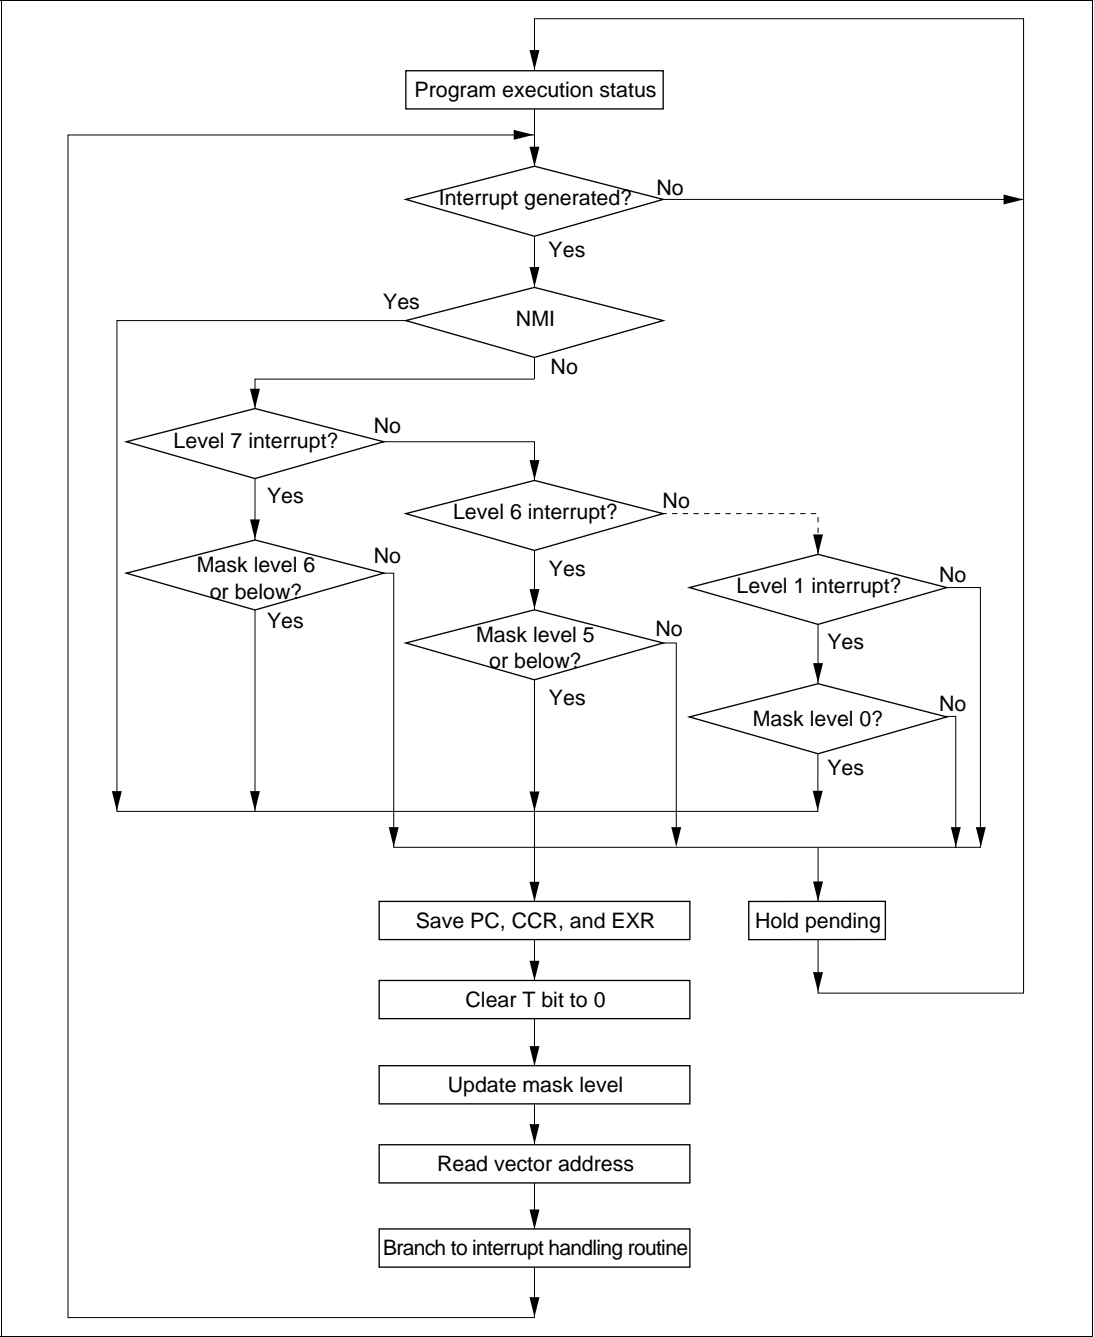 Program execution status
Interrupt generated?
No
Yes
Yes
NMI
No
Level 7 interrupt?
No
Yes
Level 6 interrupt?
No
Mask level 6
or below?
No
Yes
Yes
Level 1 interrupt?
No
Mask level 5
or below?
No
Yes
Yes
Mask level 0?
No
Yes
Save PC, CCR, and EXR
Hold pending
Clear T bit to 0
Update mask level
Read vector address
Branch to interrupt handling routine